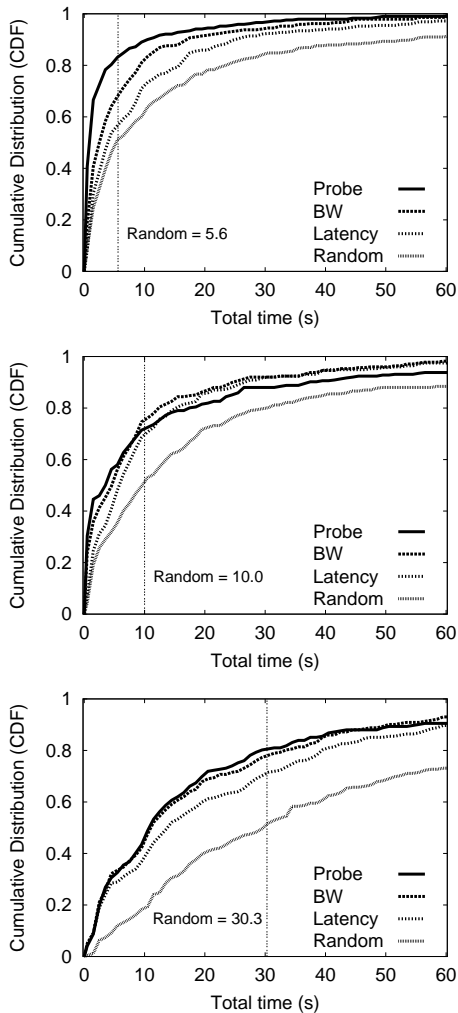 Cumulative Distribution (CDF)
1
0.8
0.6
0.4
0.2
0
Probe
BW
Latency
Random
Random = 5.6
0 10 20 30 40 50 60
Total time (s)
Cumulative Distribution (CDF)
1
0.8
0.6
0.4
0.2
0
Probe
BW
Latency
Random
Random = 10.0
0 10 20 30 40 50 60
Total time (s)
Cumulative Distribution (CDF)
1
0.8
0.6
0.4
0.2
0
Probe
BW
Latency
Random
Random = 30.3
0 10 20 30 40 50 60
Total time (s)